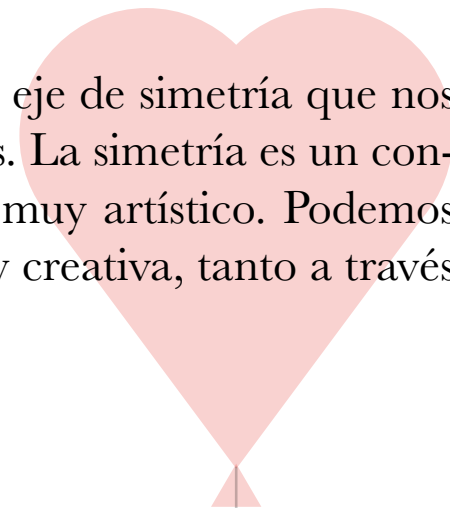 eje de simetría que nos
. La simetría es un con-
muy artístico. Podemos
y creativa, tanto a través